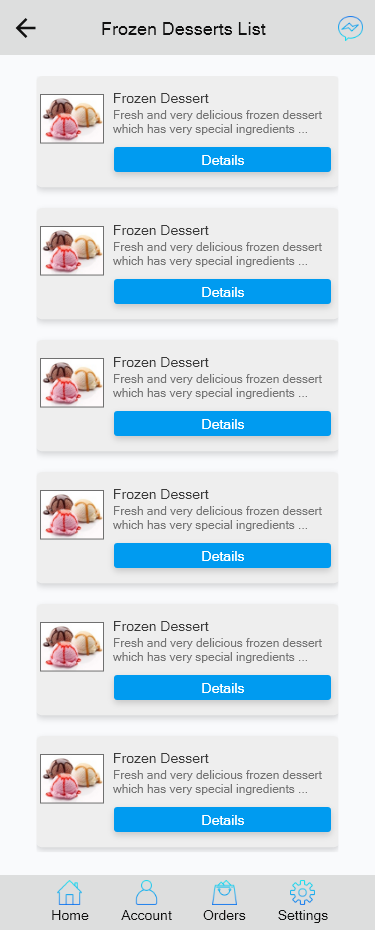 Frozen Desserts List
Frozen Dessert
Fresh and very delicious frozen dessert
which has very special ingredients ...
Details
Frozen Dessert
Fresh and very delicious frozen dessert
which has very special ingredients ...
Details
Frozen Dessert
Fresh and very delicious frozen dessert
which has very special ingredients ...
Details
Frozen Dessert
Fresh and very delicious frozen dessert
which has very special ingredients ...
Details
Frozen Dessert
Fresh and very delicious frozen dessert
which has very special ingredients ...
Details
Frozen Dessert
Fresh and very delicious frozen dessert
which has very special ingredients ...
Details
Home Account Orders Settings